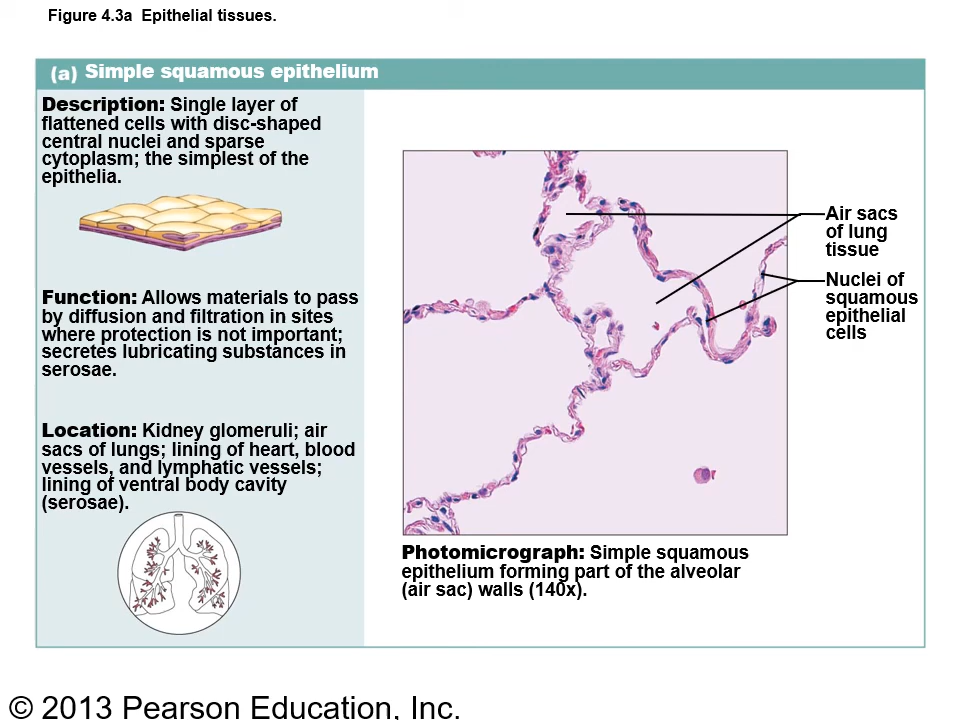 Figure 4.3a  Epithelial tissues.
(a) Simple squamous epithelium
Description: Single layer of
flattened cells with disc-shaped
central nuclei and sparse
cytoplasm; the simplest of the
epithelia.
Function: Allows materials to pass
by diffusion and filtration in sites
where protection is not important;
secretes lubricating substances in
serosae.
Location: Kidney glomeruli; air
sacs of lungs; lining of heart, blood
vessels, and lymphatic vessels;
lining of ventral body cavity
(serosae).
Air sacs
of lung
tissue
Nuclei of
squamous
epithelial
cells
Photomicrograph: Simple squamous
epithelium forming part of the alveolar
(air sac) walls (140x).
© 2013 Pearson Education, Inc.